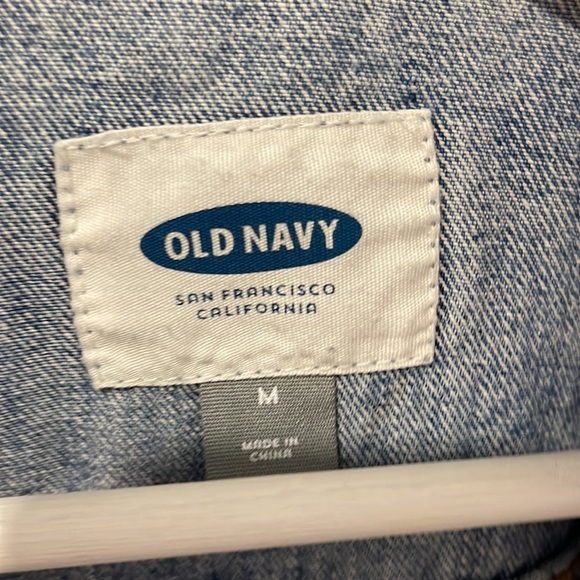 OLD NAVY
SAN FRANCISCO
CALIFORNIA
M
MADE IN
CHINA